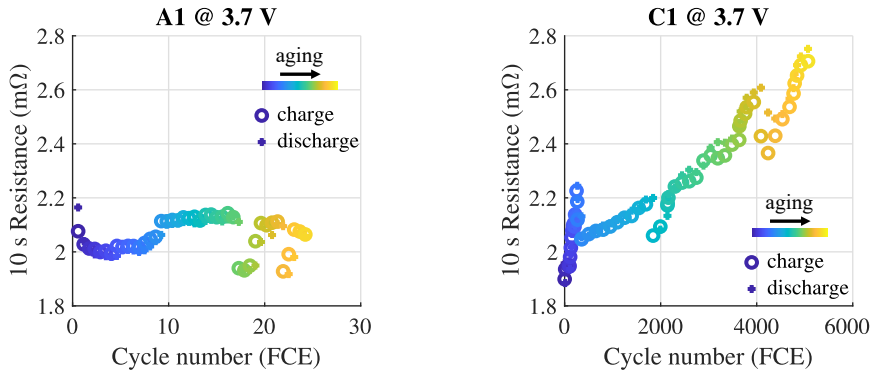 A1 @ 3.7 V
2.8
2.6
2.4
2.2
2
1.8
10 s Resistance (mΩ)
aging
charge
discharge
0
10
20
30
Cycle number (FCE)
C1 @ 3.7 V
2.8
2.6
2.4
2.2
2
1.8
10 s Resistance (mΩ)
aging
charge
discharge
0
2000
4000
6000
Cycle number (FCE)